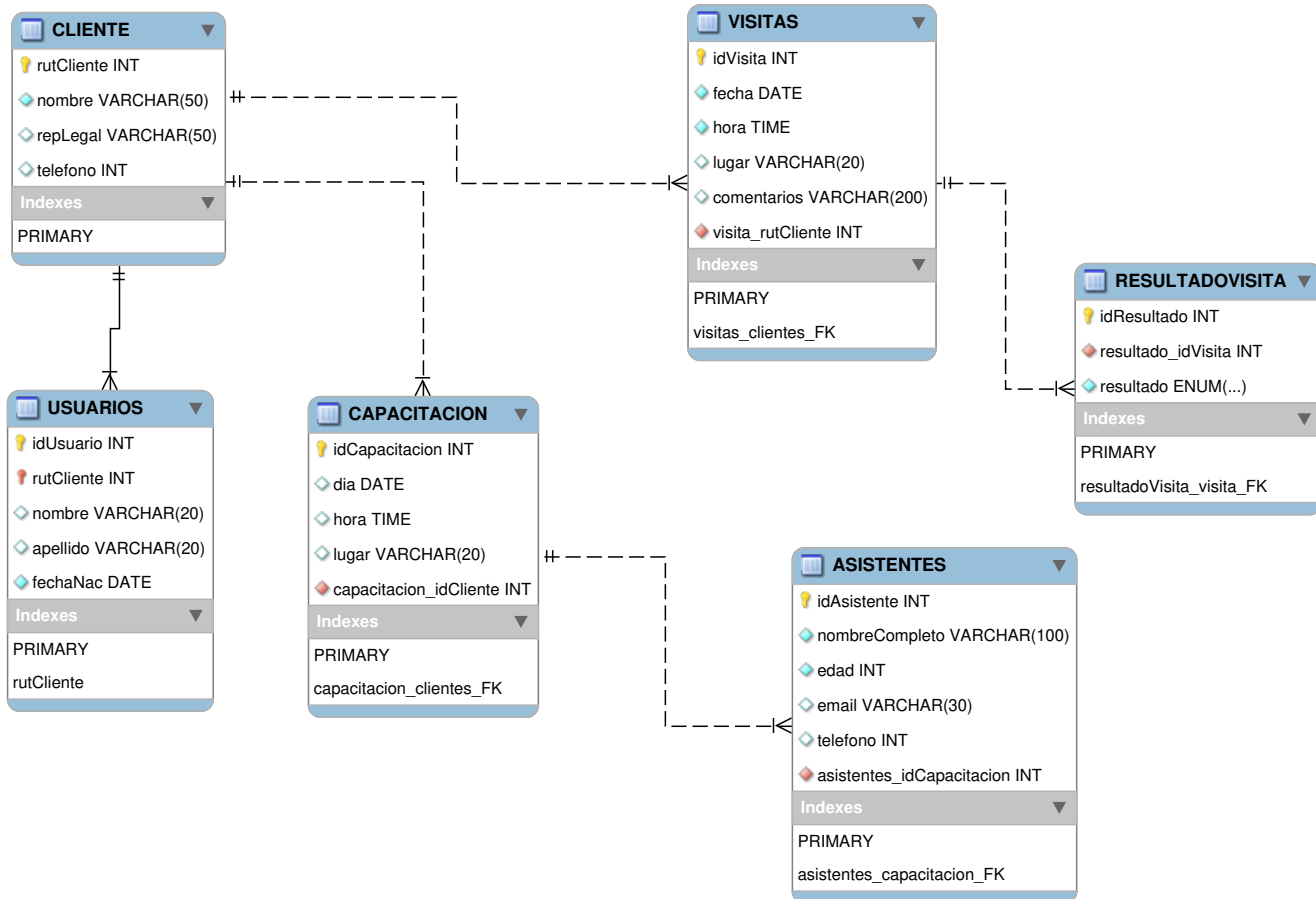 CLIENTE
rutCliente INT
nombre VARCHAR(50)
repLegal VARCHAR(50)
telefono INT
Indexes
PRIMARY
VISITAS
idVisita INT
fecha DATE
hora TIME
lugar VARCHAR(20)
comentarios VARCHAR(200)
visita_rutCliente INT
Indexes
PRIMARY
visitas_clientes_FK
RESULTADOVISITA
idResultado INT
resultado_idVisita INT
resultado ENUM(...)
Indexes
PRIMARY
resultadoVisita_visita_FK
USUARIOS
idUsuario INT
rutCliente INT
nombre VARCHAR(20)
apellido VARCHAR(20)
fechaNac DATE
Indexes
PRIMARY
rutCliente
CAPACITACION
idCapacitacion INT
dia DATE
hora TIME
lugar VARCHAR(20)
capacitacion_idCliente INT
Indexes
PRIMARY
capacitacion_clientes_FK
ASISTENTES
idAsistente INT
nombreCompleto VARCHAR(100)
edad INT
email VARCHAR(30)
telefono INT
asistentes_idCapacitacion INT
Indexes
PRIMARY
asistentes_capacitacion_FK